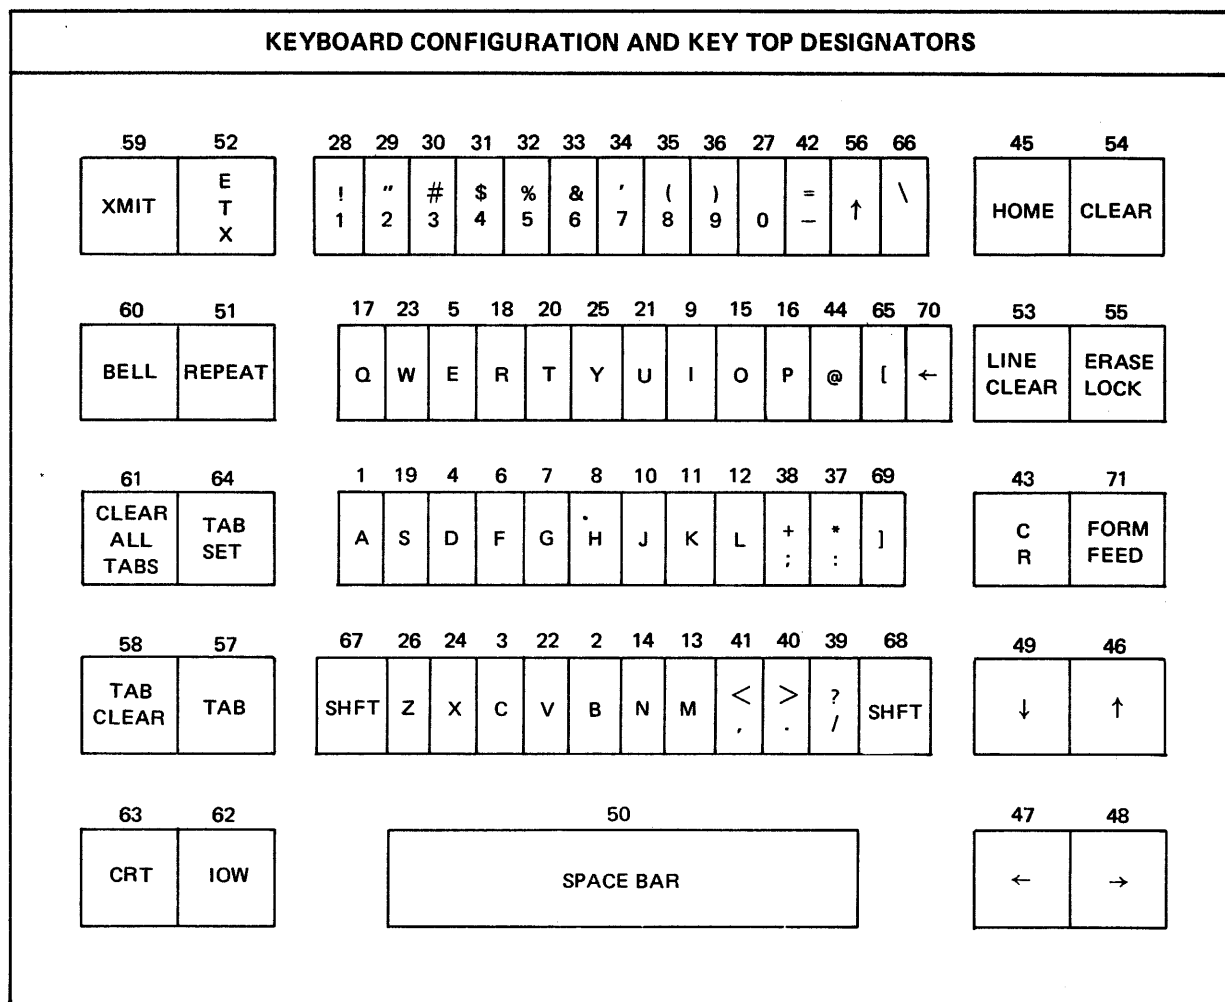 KEYBOARD CONFIGURATION AND KEY TOP DESIGNATORS
59 52 28 29 30 31 32 33 34 35 36 27 42 56 66 45 54
XMIT E T X ! 1 " 2 # 3 $ 4 % 5 & 6 ' 7 ( 8 ) 9 0 = — ↑ \ HOME CLEAR
60 51 17 23 5 18 20 25 21 9 15 16 44 65 70 53 55
BELL REPEAT Q W E R T Y U I O P @ [ ← LINE CLEAR ERASE LOCK
61 64 1 19 4 6 7 8 10 11 12 38 37 69 43 71
CLEAR ALL TABS TAB SET A S D F G H J K L + ; * : ] C R FORM FEED
58 57 67 26 24 3 22 2 14 13 41 40 39 68 49 46
TAB CLEAR TAB SHFT Z X C V B N M < , > . ? / SHFT ↓ ↑
63 62 50 47 48
CRT IOW SPACE BAR ← →